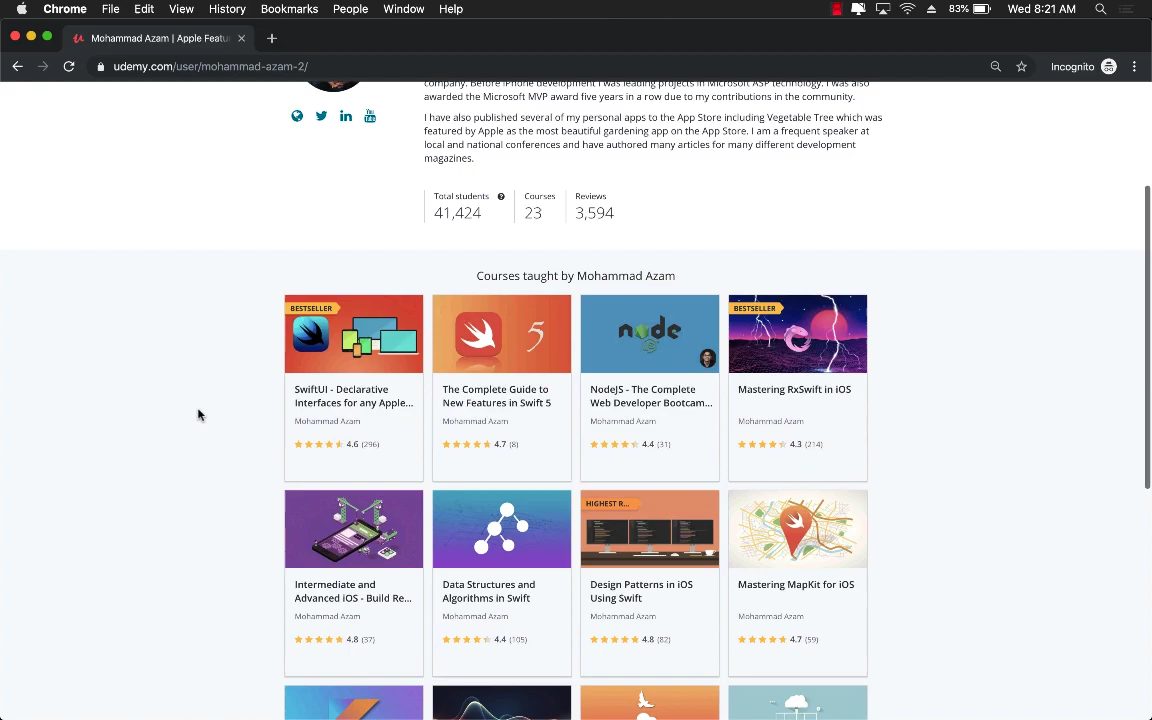 Chrome File Edit View History Bookmarks People Window Help 83% Wed 8:21 AM
Mohammad Azam | Apple Featu
udemy.com/user/mohammad-azam-2/ Incognito
company. Before iPhone development I was leading projects in Microsoft ASP technology. I was also
awarded the Microsoft MVP award five years in a row due to my contributions in the community.
I have also published several of my personal apps to the App Store including Vegetable Tree which was
featured by Apple as the most beautiful gardening app on the App Store. I am a frequent speaker at
local and national conferences and have authored many articles for many different development
magazines.
You
Tube
Total students Courses Reviews
41,424 23 3,594
Courses taught by Mohammad Azam
BESTSELLER
SwiftUI - Declarative
Interfaces for any Apple...
Mohammad Azam
4.6 (296)
5
The Complete Guide to
New Features in Swift 5
Mohammad Azam
4.7 (8)
node
NodeJS - The Complete
Web Developer Bootcam...
Mohammad Azam
4.4 (31)
BESTSELLER
Mastering RxSwift in iOS
Mohammad Azam
4.3 (214)
Intermediate and
Advanced iOS - Build Re...
Mohammad Azam
4.8 (37)
Data Structures and
Algorithms in Swift
Mohammad Azam
4.4 (105)
HIGHEST R...
Design Patterns in iOS
Using Swift
Mohammad Azam
4.8 (82)
Mastering MapKit for iOS
Mohammad Azam
4.7 (59)